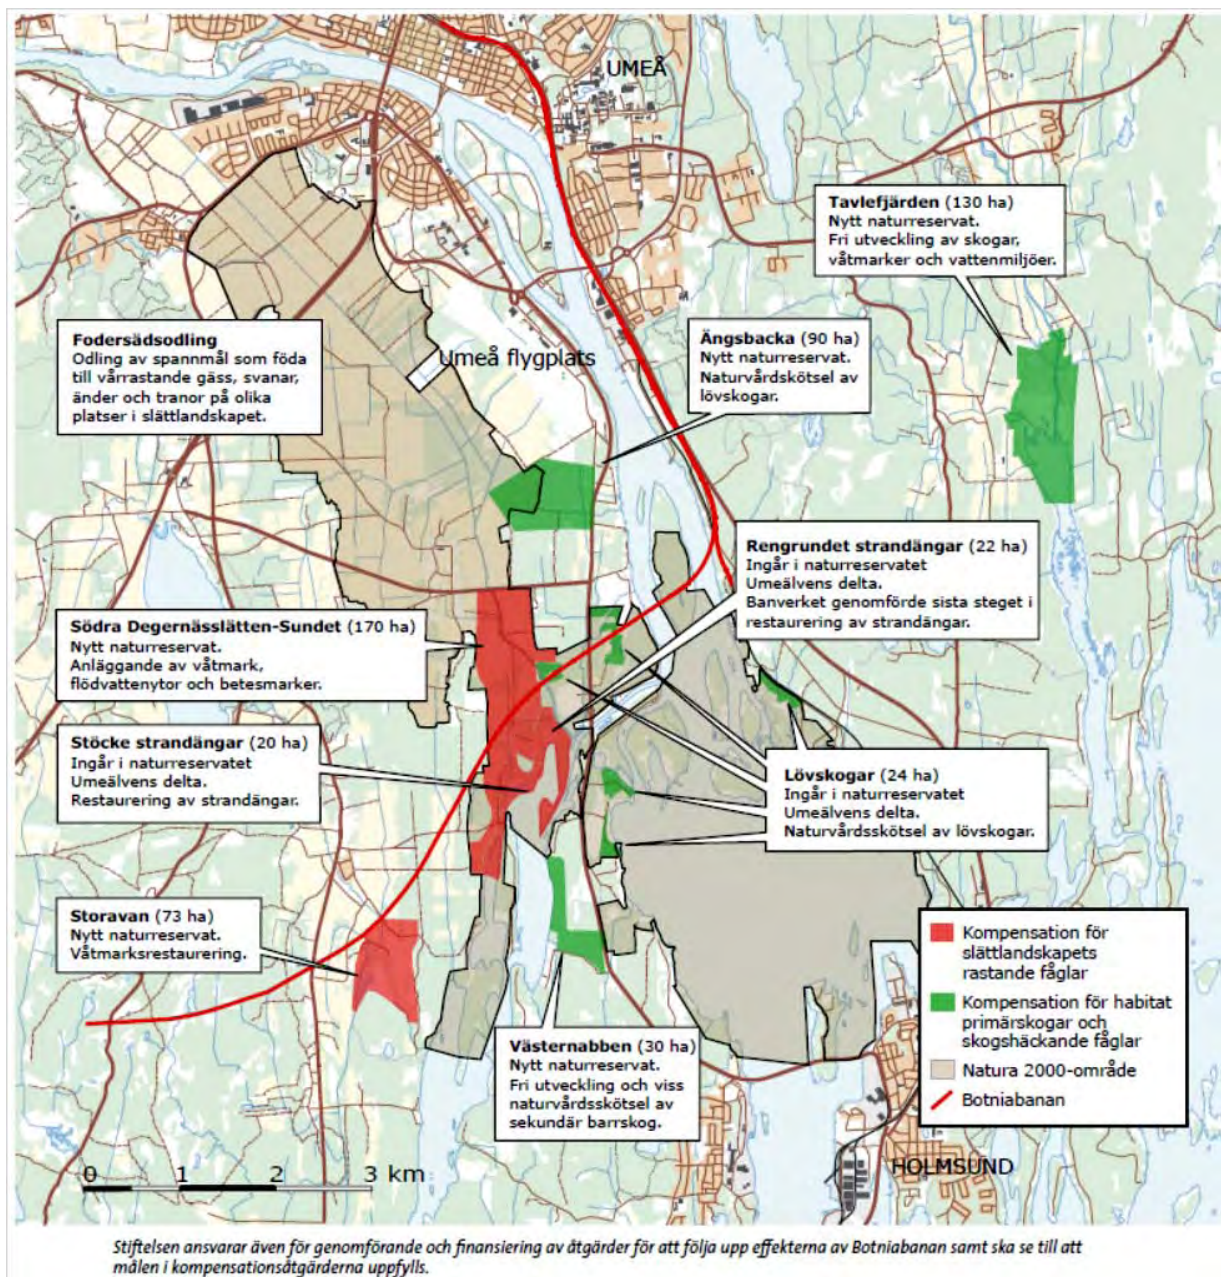 UMEÅ
Tavlefjärden (130 ha)
Nytt naturreservat.
Fri utveckling av skogar,
våtmarker och vattenmiljöer.
Fodersädsodling
Odling av spannmål som föda
till vårrastande gäss, svanar,
änder och tranor på olika
platser i slättlandskapet.
Umeå flygplats
Ängsbacka (90 ha)
Nytt naturreservat.
Naturvårdskötsel av
lövskogar.
Rengrundet strandängar (22 ha)
Ingår i naturreservatet
Umeälvens delta.
Banverket genomförde sista steget i
restaurering av strandängar.
Södra Degernässlätten-Sundet (170 ha)
Nytt naturreservat.
Anläggande av våtmark,
flödvattenytor och betesmarker.
Stöcke strandängar (20 ha)
Ingår i naturreservatet
Umeälvens delta.
Restaurering av strandängar.
Lövskogar (24 ha)
Ingår i naturreservatet
Umeälvens delta.
Naturvårdsskötsel av lövskogar.
Storavan (73 ha)
Nytt naturreservat.
Våtmarksrestaurering.
Västernabben (30 ha)
Nytt naturreservat.
Fri utveckling och viss
naturvårdsskötsel av
sekundär barrskog.
Kompensation för
slättlandskapets
rastande fåglar
Kompensation för habitat
primärskogar och
skogshäckande fåglar
Natura 2000-område
Botniabanan
HOLMSUND
0 1 2 3 km
Stiftelsen ansvarar även för genomförande och finansiering av åtgärder för att följa upp effekterna av Botniabanan samt ska se till att
målen i kompensationsåtgärderna uppfylls.